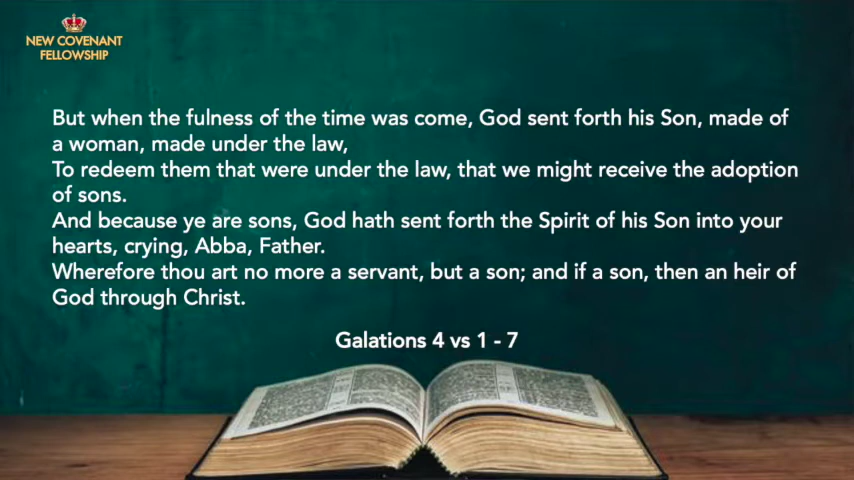 NEW COVENANT
FELLOWSHIP
But when the fulness of the time was come, God sent forth his Son, made of
a woman, made under the law,
To redeem them that were under the law, that we might receive the adoption
of sons.
And because ye are sons, God hath sent forth the Spirit of his Son into your
hearts, crying, Abba, Father.
Wherefore thou art no more a servant, but a son; and if a son, then an heir of
God through Christ.
Galations 4 vs 1 - 7